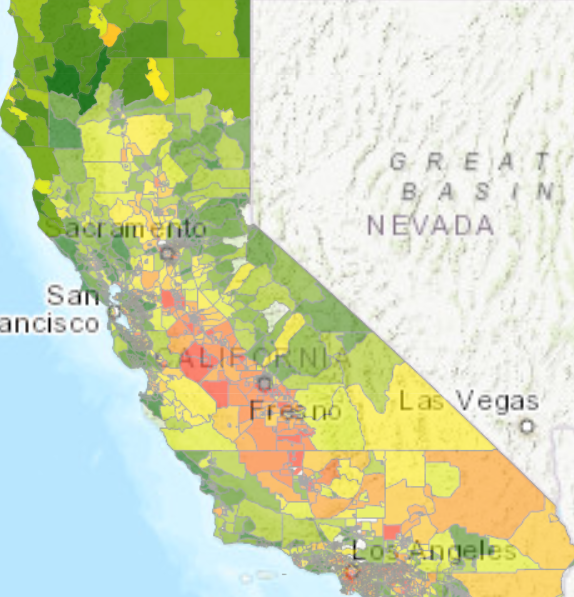 GREAT
BASIN
NEVADA
Sacramento
San
ancisco
CALIFORNIA
Fresno
Las Vegas
Los Angeles